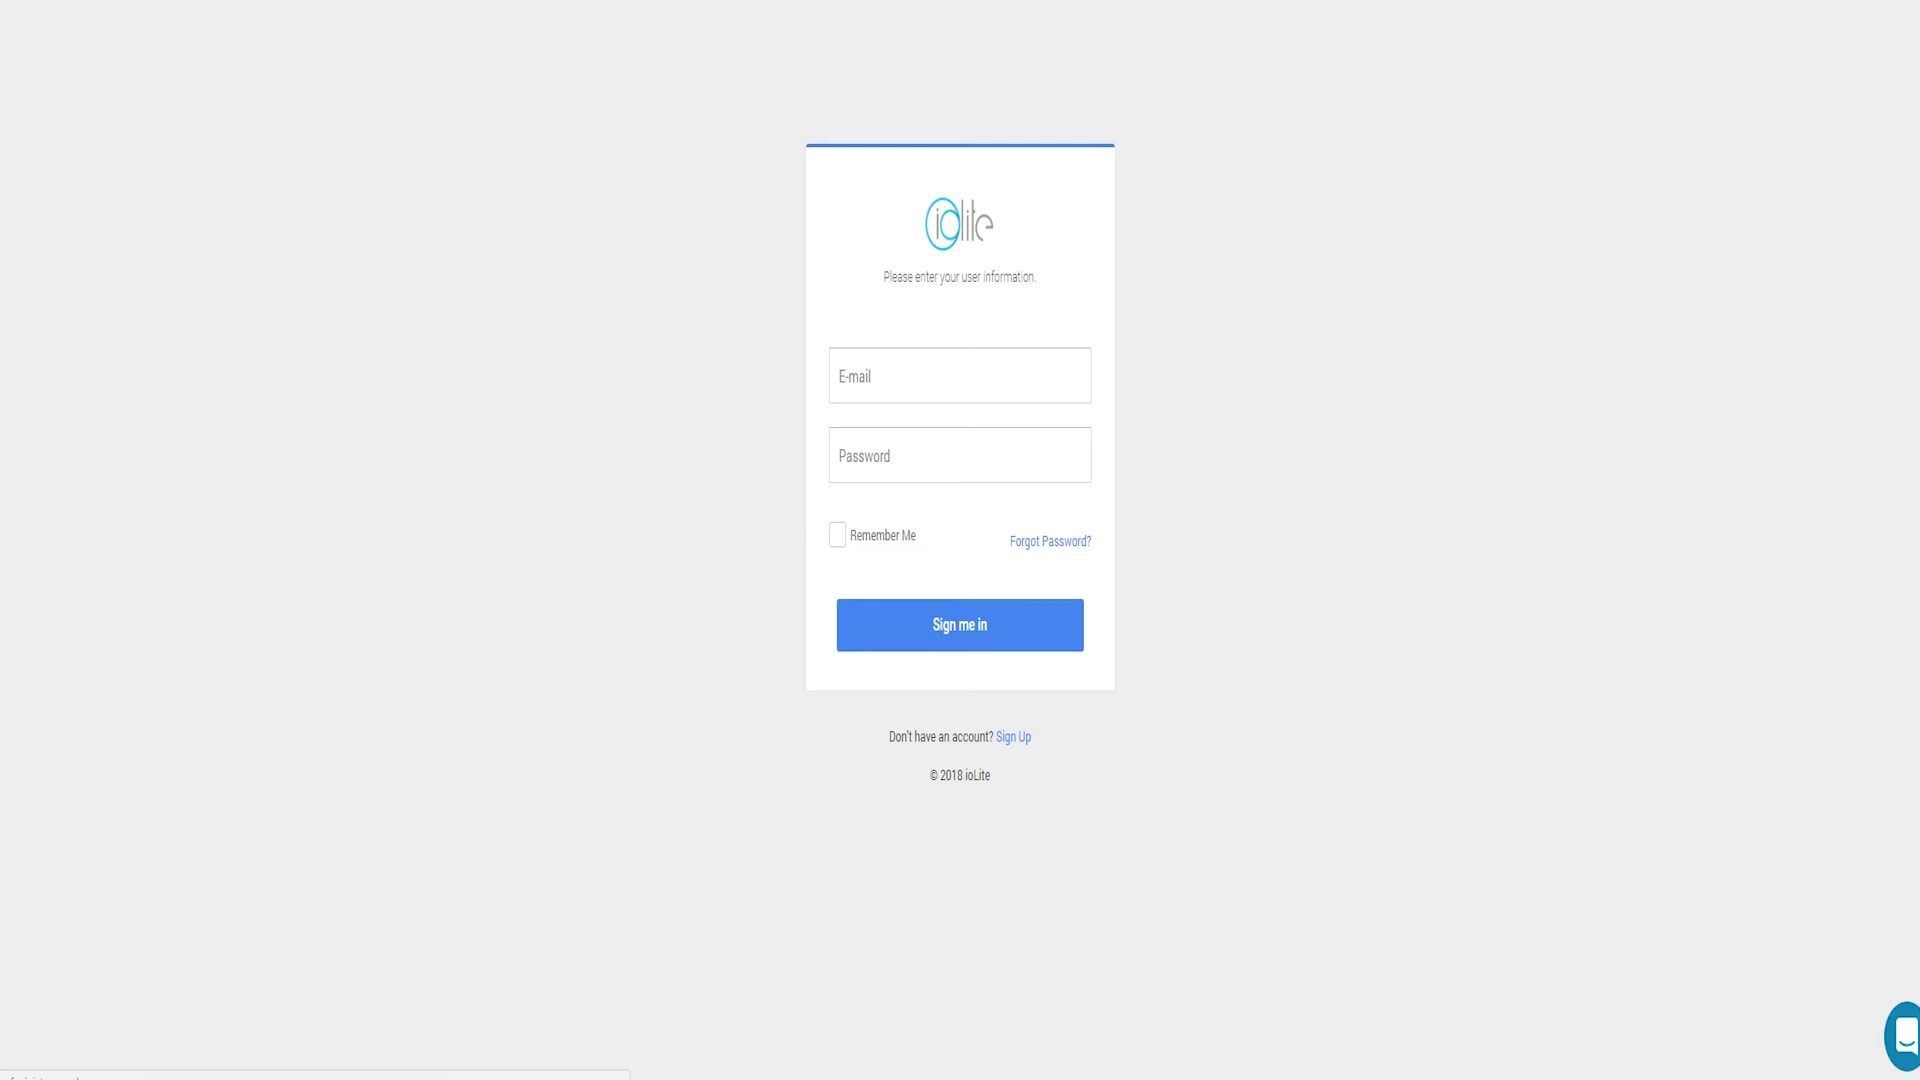 iolite
Please enter your user information.
E-mail
Password
Remember Me
Forgot Password?
Sign me in
Don't have an account? Sign Up
© 2018 ioLite